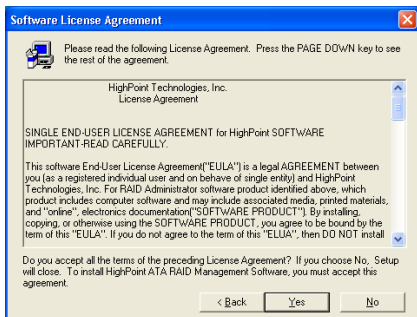 Software License Agreement
Please read the following License Agreement. Press the PAGE DOWN key to see
the rest of the agreement.
HighPoint Technologies, Inc.
License Agreement
SINGLE END-USER LICENSE AGREEMENT for HighPoint SOFTWARE
IMPORTANT-READ CAREFULLY.
This software End-User License Agreement("EULA") is a legal AGREEMENT between
you (as a registered individual user and on behave of single entity) and HighPoint
Technologies, Inc. For RAID Administrator software product identified above, which
product includes computer software and may include associated media, printed materials,
and "online", electronics documentation("SOFTWARE PRODUCT"). By installing,
copying, or otherwise using the SOFTWARE PRODUCT, you agree to be bound by the
term of this "EULA". If you do not agree to the term of this "ELUA", then DO NOT install
Do you accept all the terms of the preceding License Agreement? If you choose No, Setup
will close. To install HighPoint ATA RAID Management Software, you must accept this
agreement.
< Back Yes No